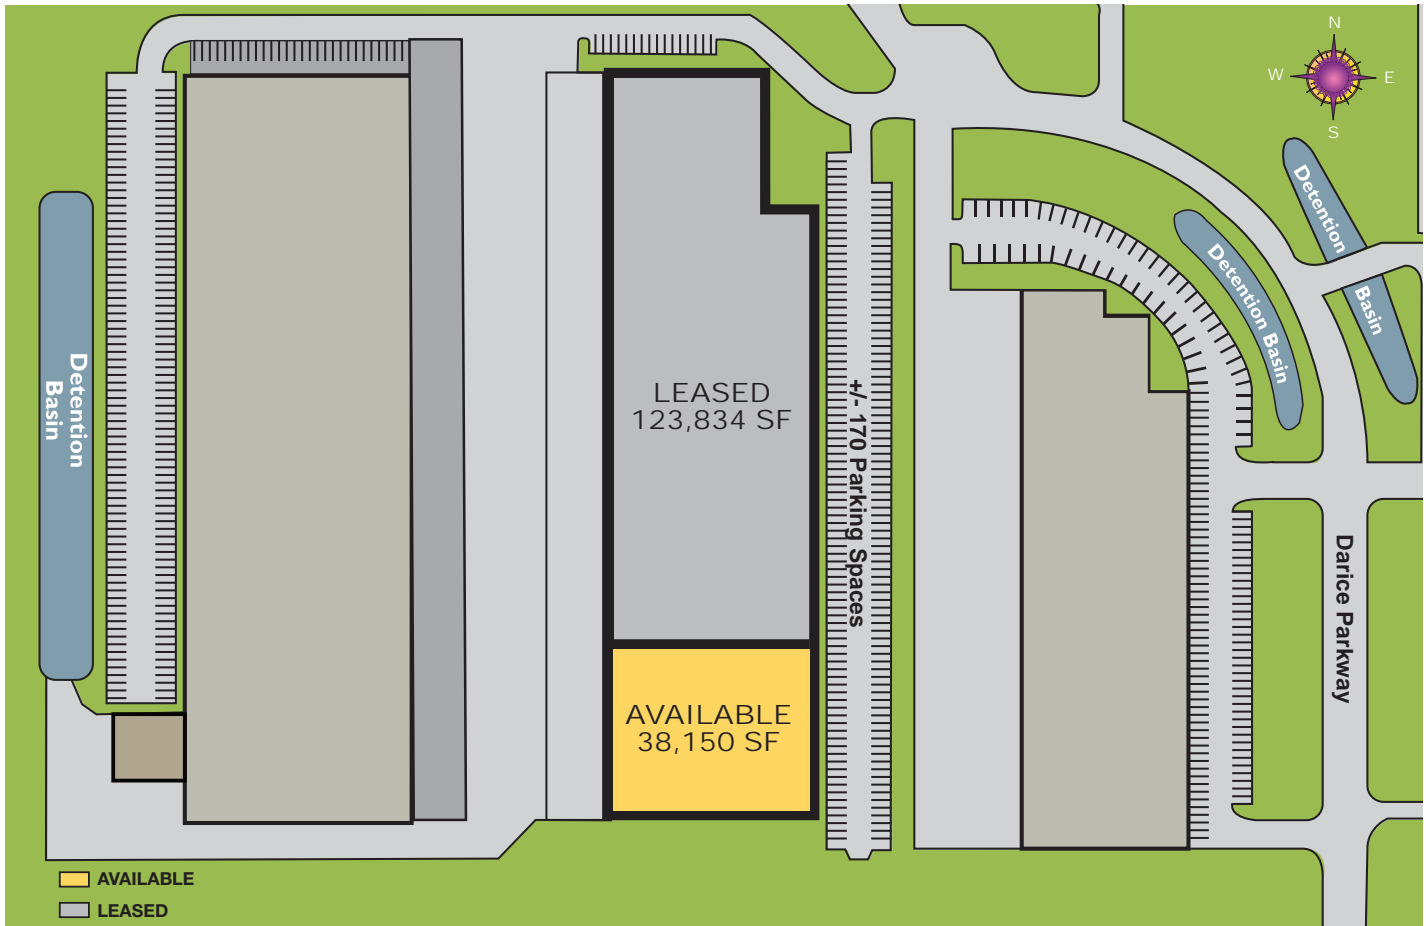 N
W
E
S
Detention
Basin
Detention Basin
Detention
Basin
LEASED
123,834 SF
+/- 170 Parking Spaces
Darice Parkway
AVAILABLE
38,150 SF
AVAILABLE
LEASED